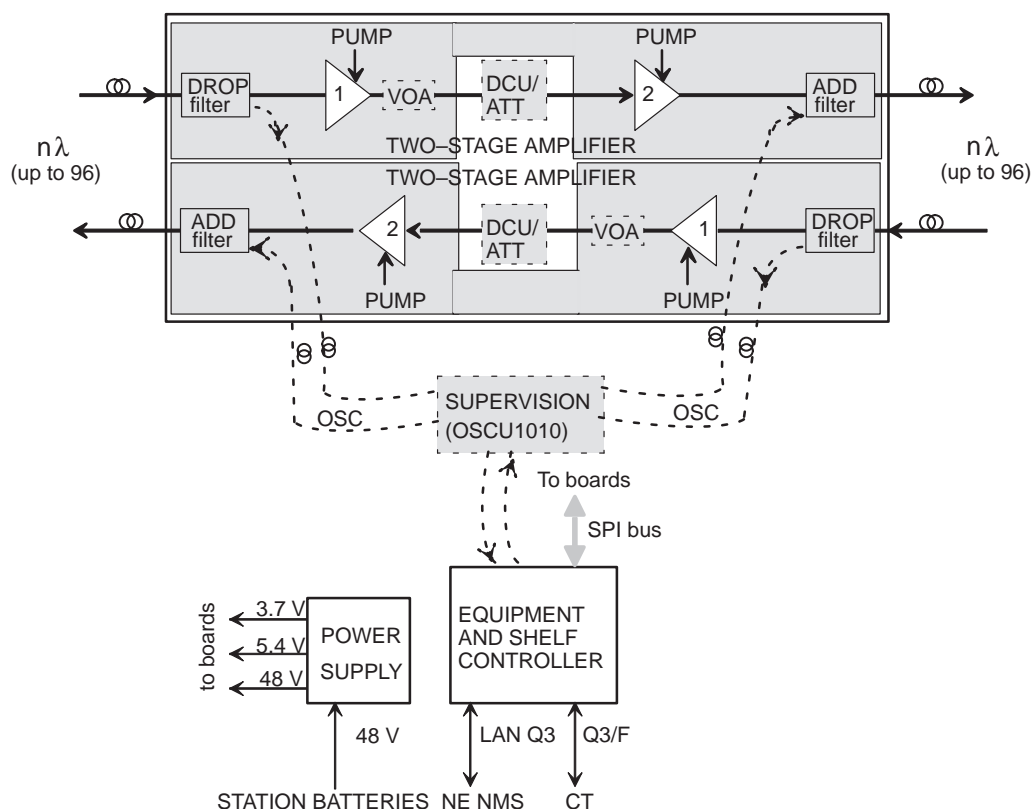 PUMP
PUMP
DROP
filter
1
VOA
DCU/
ATT
2
ADD
filter
TWO–STAGE AMPLIFIER
nλ
(up to 96)
nλ
(up to 96)
TWO–STAGE AMPLIFIER
ADD
filter
2
DCU/
ATT
VOA
1
DROP
filter
PUMP
PUMP
OSC
SUPERVISION
(OSCU1010)
OSC
To boards
SPI bus
to boards
3.7 V
5.4 V
48 V
POWER
SUPPLY
EQUIPMENT
AND SHELF
CONTROLLER
48 V
LAN Q3
Q3/F
STATION BATTERIES
NE NMS
CT